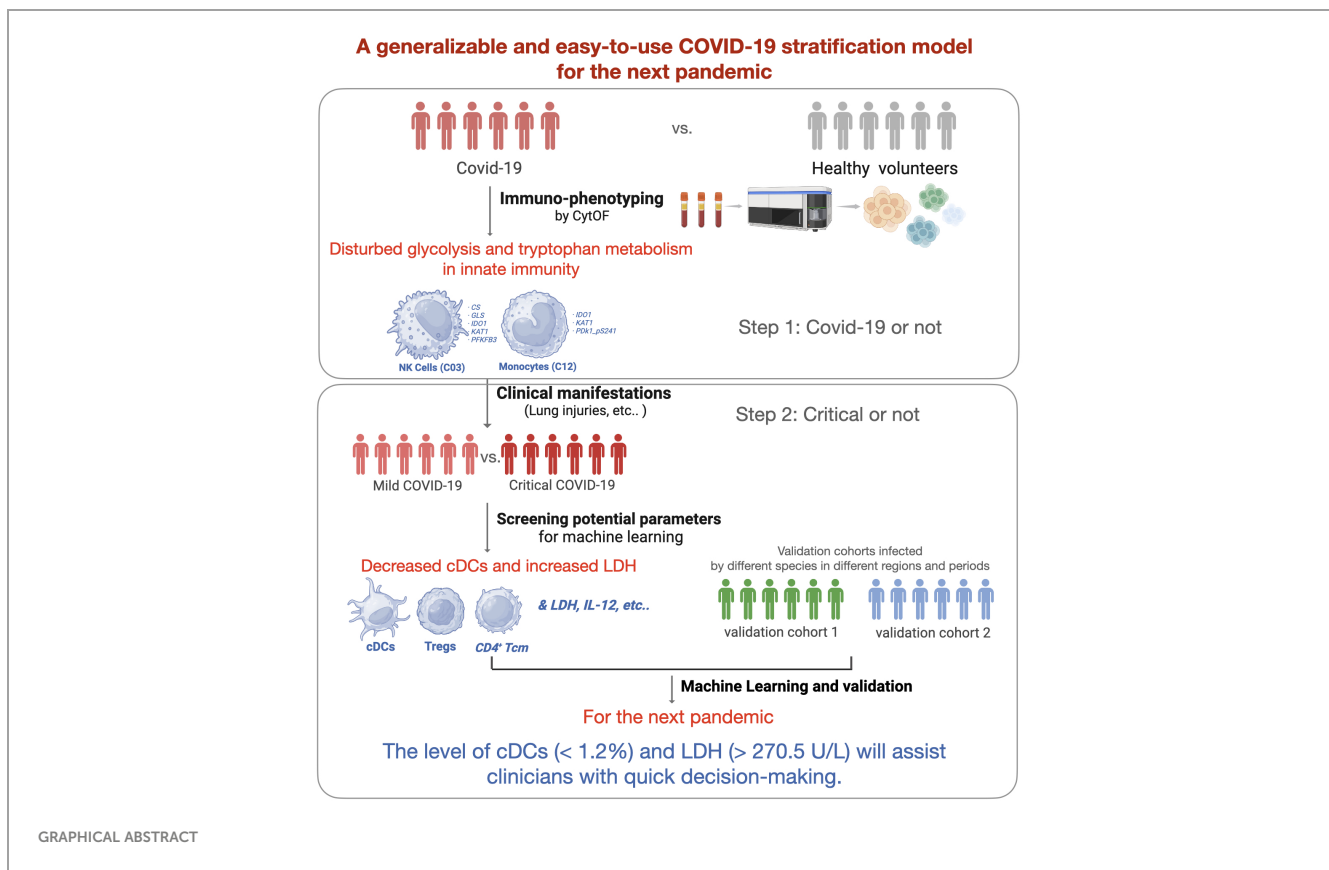 A generalizable and easy-to-use COVID-19 stratification model
for the next pandemic
vs.
Covid-19
Healthy volunteers
Immuno-phenotyping
by CytOF
Disturbed glycolysis and tryptophan metabolism
in innate immunity
· CS
· GLS
· IDO1
· KAT1
· PFKFB3
· IDO1
· KAT1
· PDk1_pS241
NK Cells (C03)
Monocytes (C12)
Step 1: Covid-19 or not
Clinical manifestations
(Lung injuries, etc.. )
Step 2: Critical or not
vs.
Mild COVID-19
Critical COVID-19
Screening potential parameters
for machine learning
Decreased cDCs and increased LDH
& LDH, IL-12, etc..
cDCs
Tregs
CD4⁺ Tcm
Validation cohorts infected
by different species in different regions and periods
validation cohort 1
validation cohort 2
Machine Learning and validation
For the next pandemic
The level of cDCs (< 1.2%) and LDH (> 270.5 U/L) will assist
clinicians with quick decision-making.
GRAPHICAL ABSTRACT